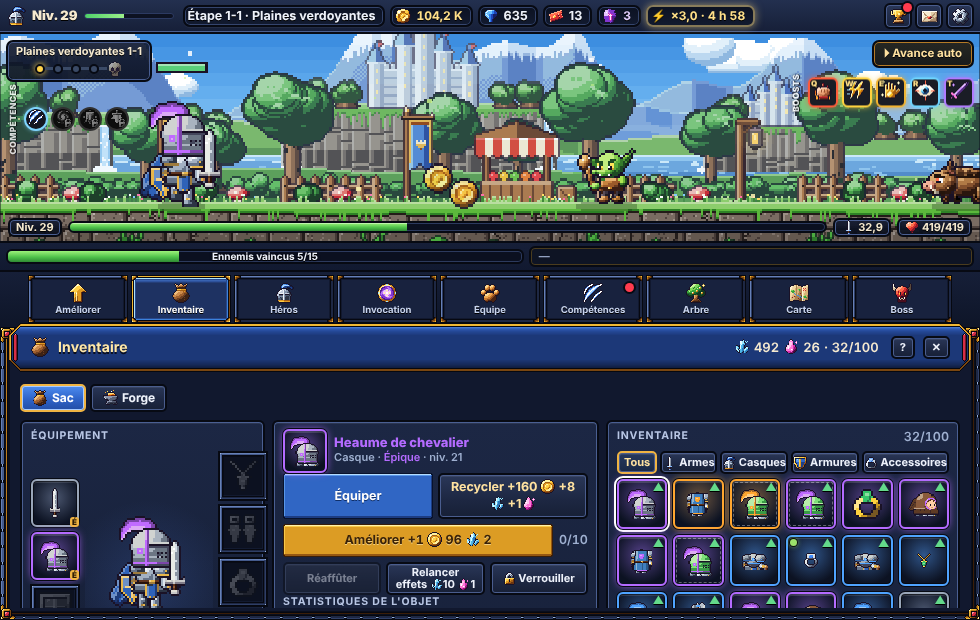 Niv. 29
Étape 1-1 · Plaines verdoyantes
104,2 K
635
13
3
×3,0 · 4 h 58
Plaines verdoyantes 1-1
Avance auto
COMPÉTENCES
BOOSTS
Niv. 29
32,9
419/419
Ennemis vaincus 5/15
—
Améliorer
Inventaire
Héros
Invocation
Equipe
Compétences
Arbre
Carte
Boss
Inventaire
492
26 · 32/100
?
×
Sac
Forge
ÉQUIPEMENT
E
E
Heaume de chevalier
Casque · Épique · niv. 21
Équiper
Recycler +160 +8
+1
Améliorer +1 96 2
0/10
Réaffûter
Relancer
effets 10 1
Verrouiller
STATISTIQUES DE L'OBJET
INVENTAIRE
32/100
Tous
Armes
Casques
Armures
Accessoires